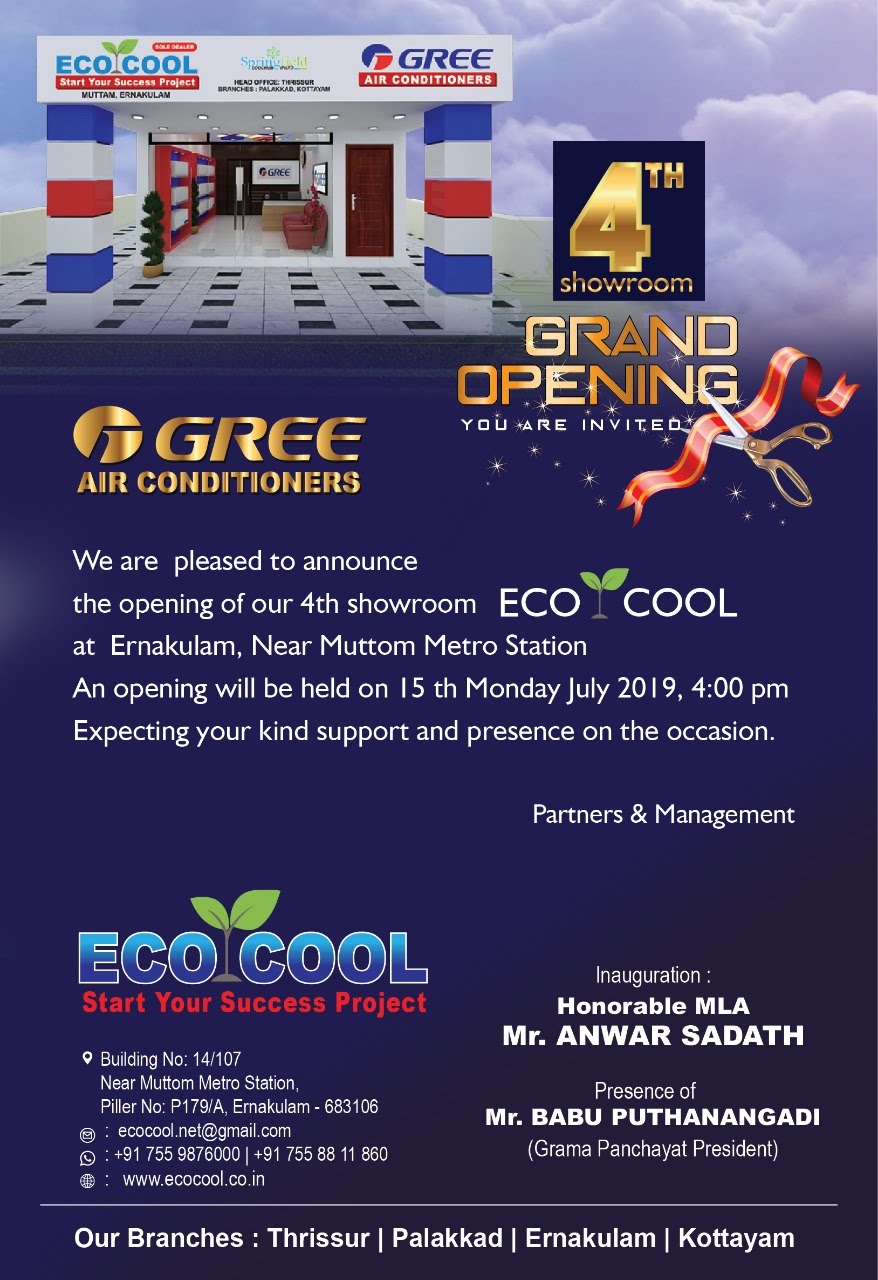 SOLE DEALER
ECO COOL
Start Your Success Project
MUTTAM, ERNAKULAM
Springfield
HEAD OFFICE: THRISSUR
BRANCHES : PALAKKAD, KOTTAYAM
GREE
AIR CONDITIONERS
GREE
4TH
showroom
GRAND
OPENING
YOU ARE INVITED
GREE
AIR CONDITIONERS
We are pleased to announce
the opening of our 4th showroom ECO COOL
at Ernakulam, Near Muttom Metro Station
An opening will be held on 15 th Monday July 2019, 4:00 pm
Expecting your kind support and presence on the occasion.
Partners & Management
ECO COOL
Start Your Success Project
Building No: 14/107
Near Muttom Metro Station,
Piller No: P179/A, Ernakulam - 683106
: ecocool.net@gmail.com
: +91 755 9876000 | +91 755 88 11 860
: www.ecocool.co.in
Inauguration :
Honorable MLA
Mr. ANWAR SADATH
Presence of
Mr. BABU PUTHANANGADI
(Grama Panchayat President)
Our Branches : Thrissur | Palakkad | Ernakulam | Kottayam